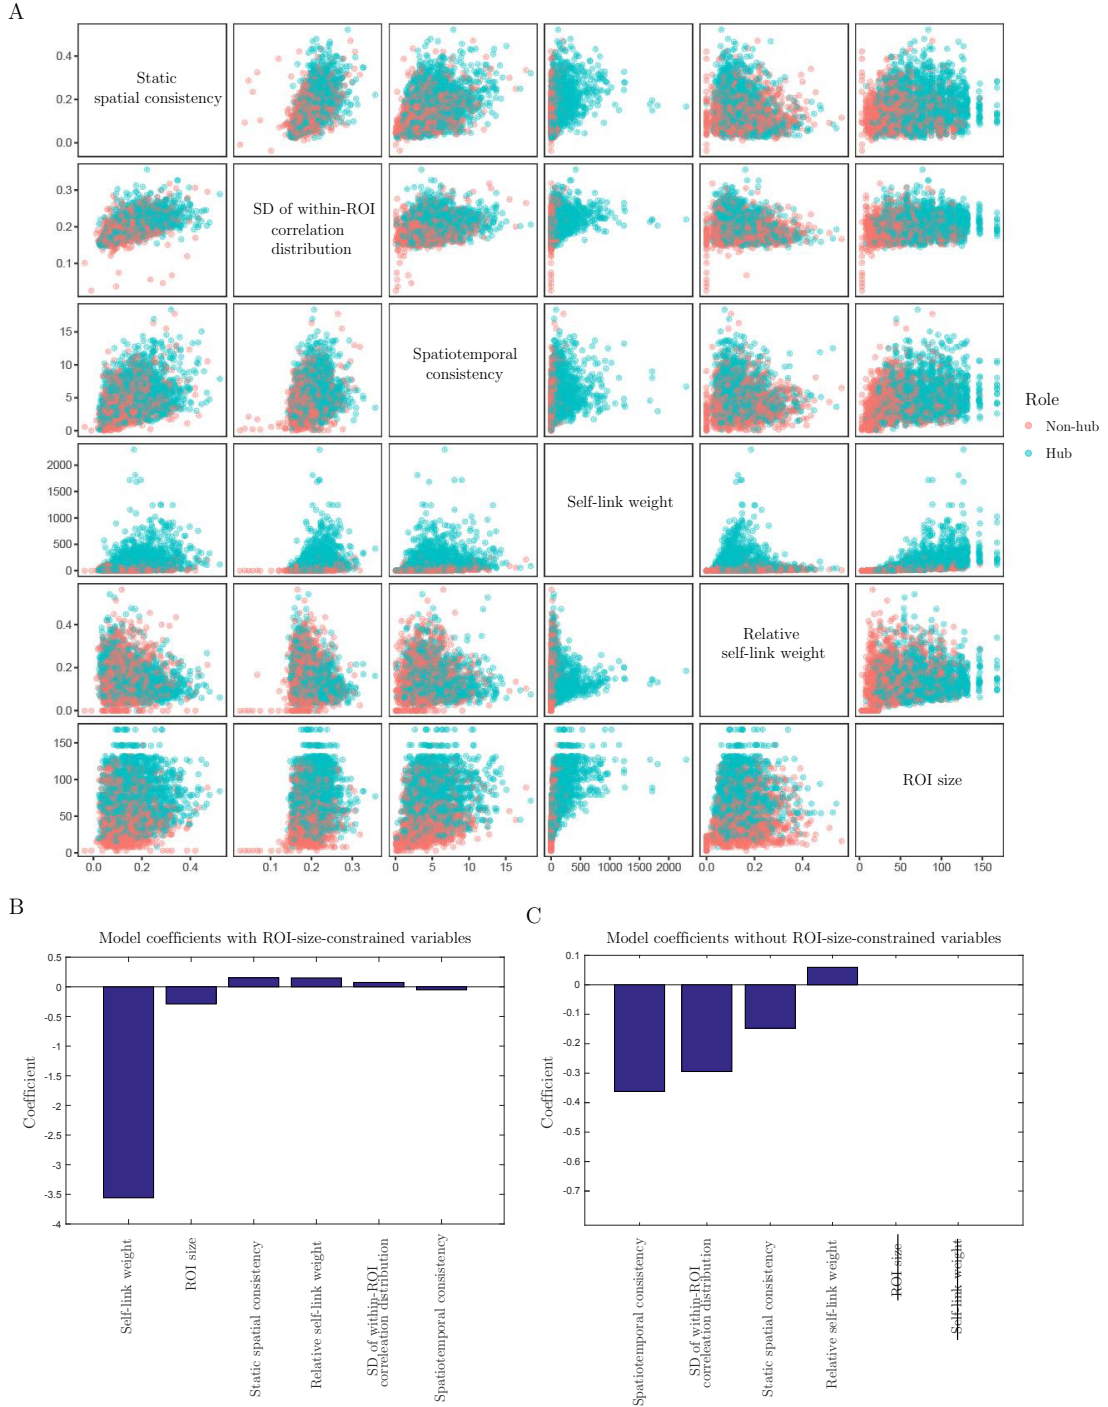 A
Static
spatial consistency
SD of within-ROI
correlation
distribution
Spatiotemporal
consistency
Self-link weight
Relative
self-link weight
ROI size
0.4
0.2
0.0
0.3
0.2
0.1
15
10
5
0
2000
1500
1000
500
0
0.4
0.2
0.0
150
100
50
0
0.0 0.2 0.4
0.1 0.2 0.3
0 5 10 15
0 500 1000 1500 2000
0.0 0.2 0.4
0 50 100 150
Role
Non-hub
Hub
B
Model coefficients with ROI-size-constrained variables
Coefficient
0.5
0
-0.5
-1
-1.5
-2
-2.5
-3
-3.5
-4
Self-link weight
ROI size
Static spatial consistency
Relative self-link weight
SD of within-ROI
correleation distribution
Spatiotemporal consistency
C
Model coefficients without ROI-size-constrained variables
Coefficient
0.1
0
-0.1
-0.2
-0.3
-0.4
-0.5
-0.6
-0.7
Spatiotemporal consistency
SD of within-ROI
correleation distribution
Static spatial consistency
Relative self-link weight
ROI size
Self-link weight